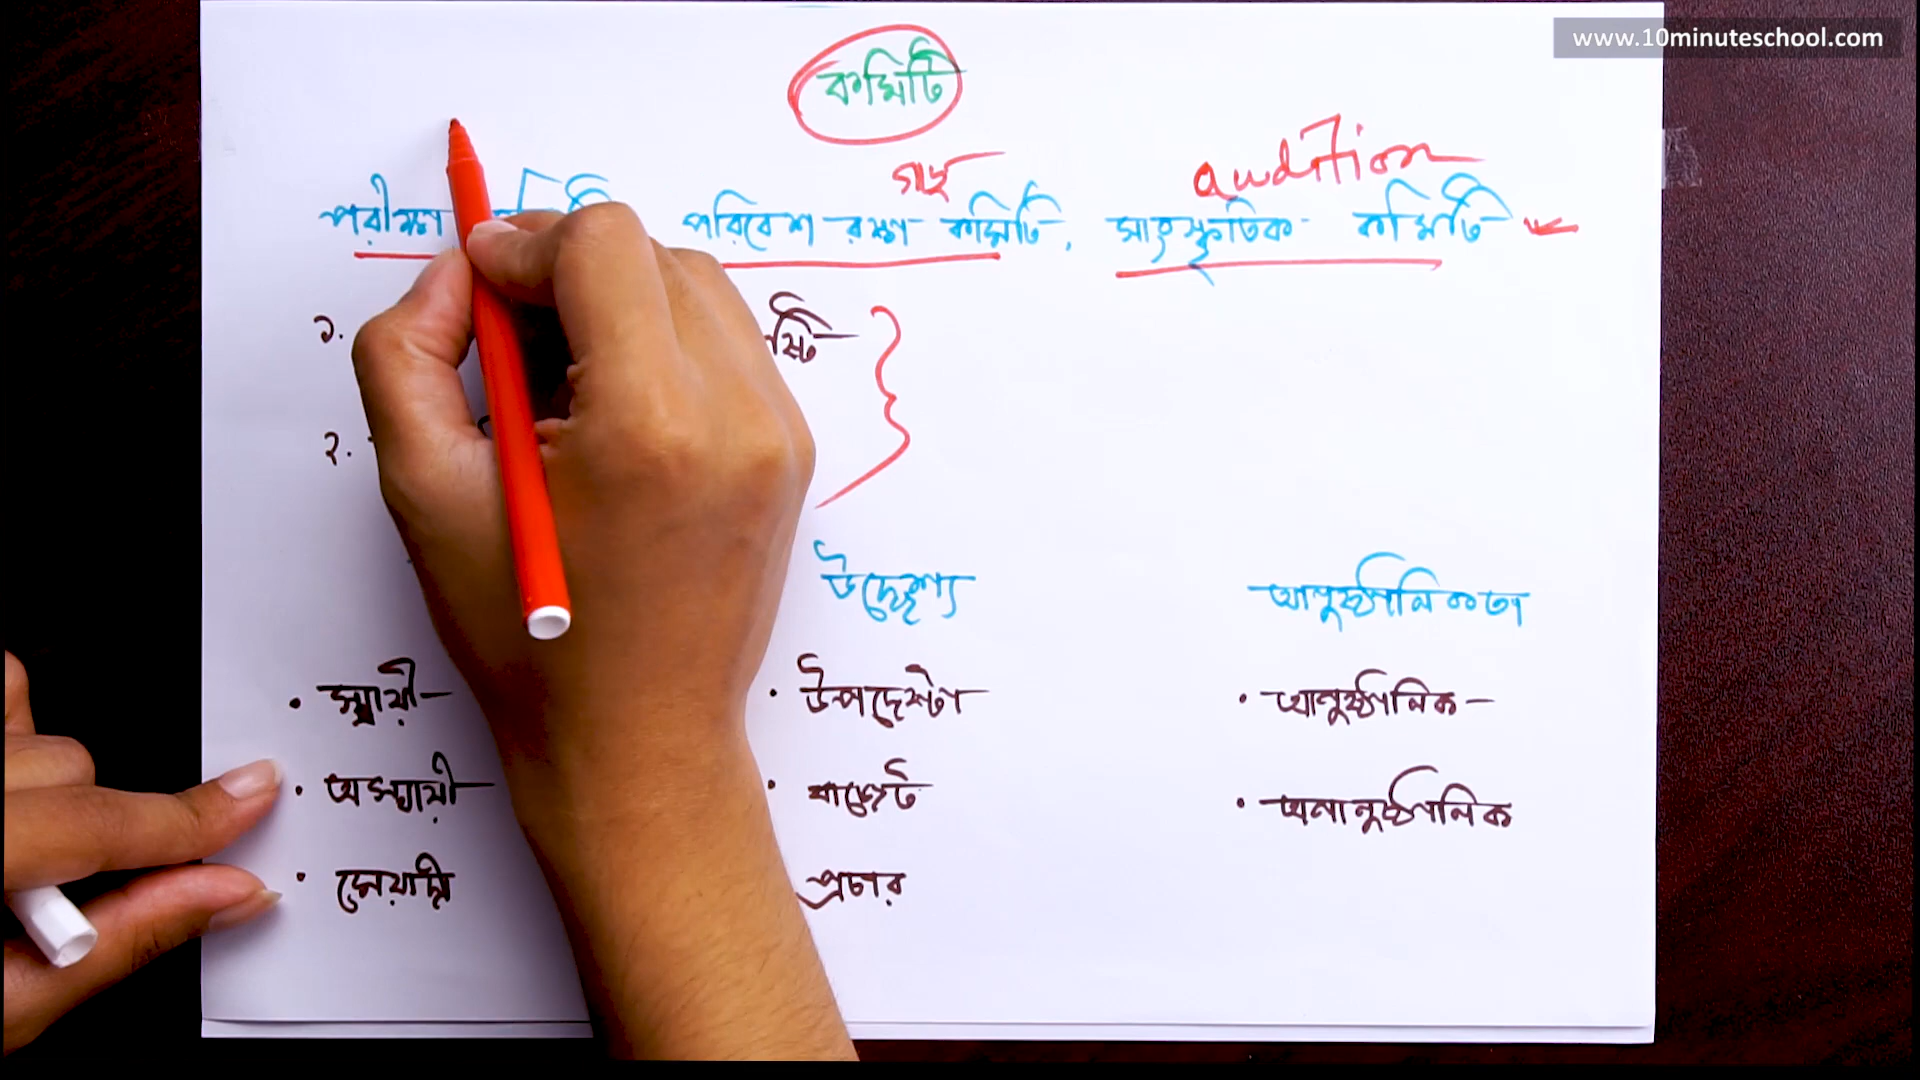 www.10minuteschool.com
কমিটি
গাছ audition
পরীক্ষা পরিবেশ রক্ষা কমিটি, সাংস্কৃতিক কমিটি
১.
২.
উদ্দেশ্য আনুষ্ঠানিকতা
• স্থায়ী • উপদেষ্টা • আনুষ্ঠানিক
• অস্থায়ী • বাজেট • অনানুষ্ঠানিক
• প্রচার